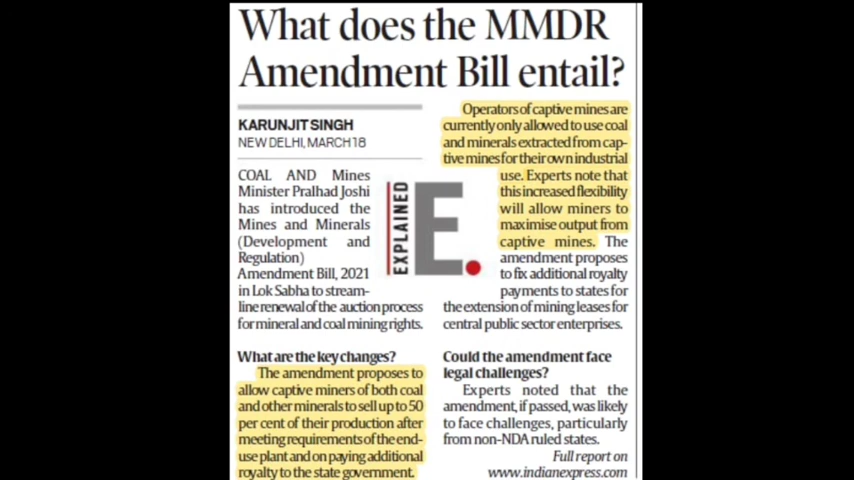 What does the MMDR
Amendment Bill entail?
KARUNJIT SINGH
NEW DELHI, MARCH 18
COAL AND Mines
Minister Pralhad Joshi
has introduced the
Mines and Minerals
(Development and
Regulation)
Amendment Bill, 2021
in Lok Sabha to stream-
line renewal of the auction process
for mineral and coal mining rights.
What are the key changes?
The amendment proposes to
allow captive miners of both coal
and other minerals to sell up to 50
per cent of their production after
meeting requirements of the end-
use plant and on paying additional
royalty to the state government.
EXPLAINED
E.
Operators of captive mines are
currently only allowed to use coal
and minerals extracted from cap-
tive mines for their own industrial
use. Experts note that
this increased flexibility
will allow miners to
maximise output from
captive mines. The
amendment proposes
to fix additional royalty
payments to states for
the extension of mining leases for
central public sector enterprises.
Could the amendment face
legal challenges?
Experts noted that the
amendment, if passed, was likely
to face challenges, particularly
from non-NDA ruled states.
Full report on
www.indianexpress.com